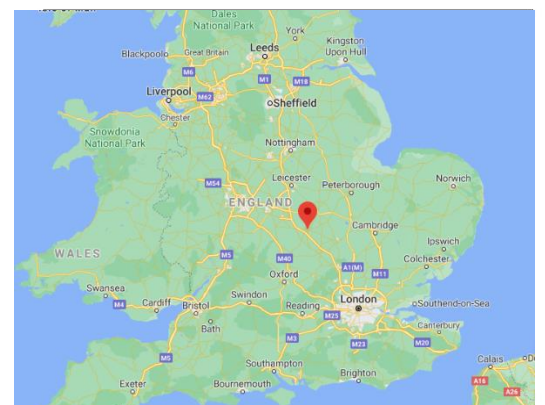 Dales
National Park
York
Kingston
Upon Hull
Leeds
Blackpool
Great Britain
M6
M1
M18
Liverpool
M62
Sheffield
Chester
Snowdonia
National Park
Nottingham
Leicester
Peterborough
Norwich
M54
ENGLAND
Cambridge
WALES
M5
M40
A1(M)
M11
Ipswich
Colchester
Oxford
Swansea
M4
Cardiff
Bristol
Swindon
Reading
London
Southend-on-Sea
Bath
M25
Canterbury
M3
M23
M20
M5
Southampton
Calais
Exeter
Bournemouth
Brighton
A16
A26